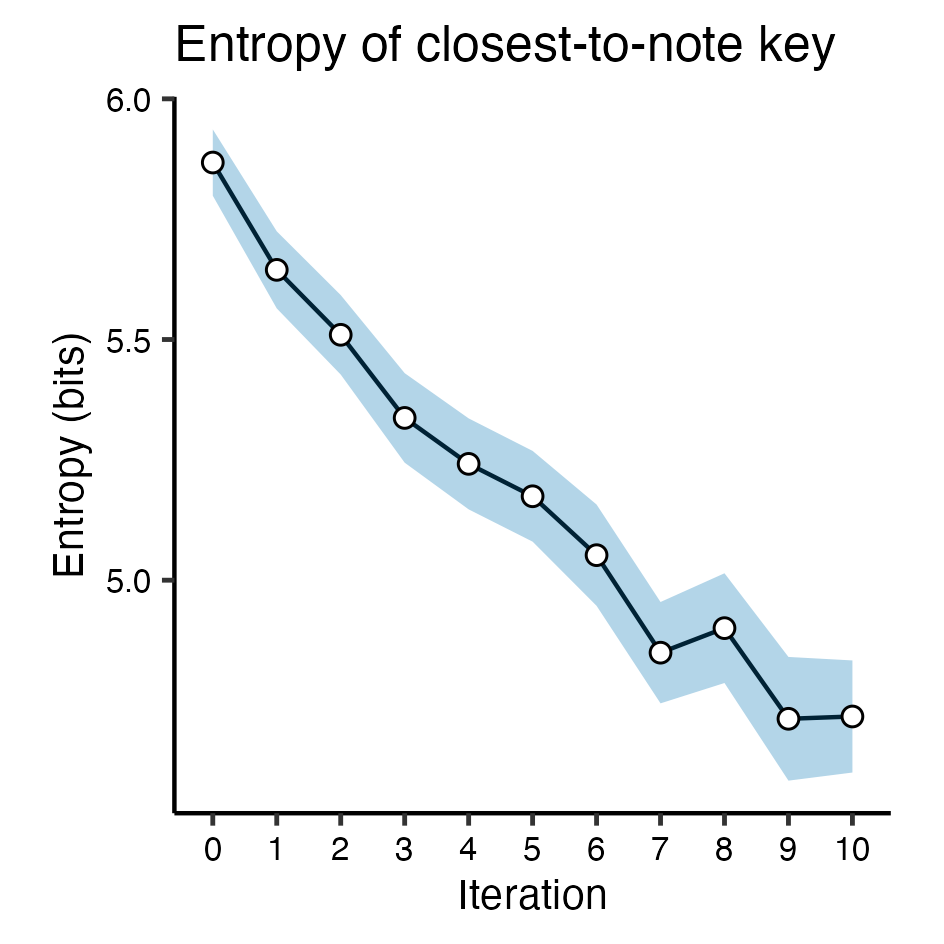 Entropy of closest-to-note key
Entropy (bits)
6.0
5.5
5.0
0 1 2 3 4 5 6 7 8 9 10
Iteration